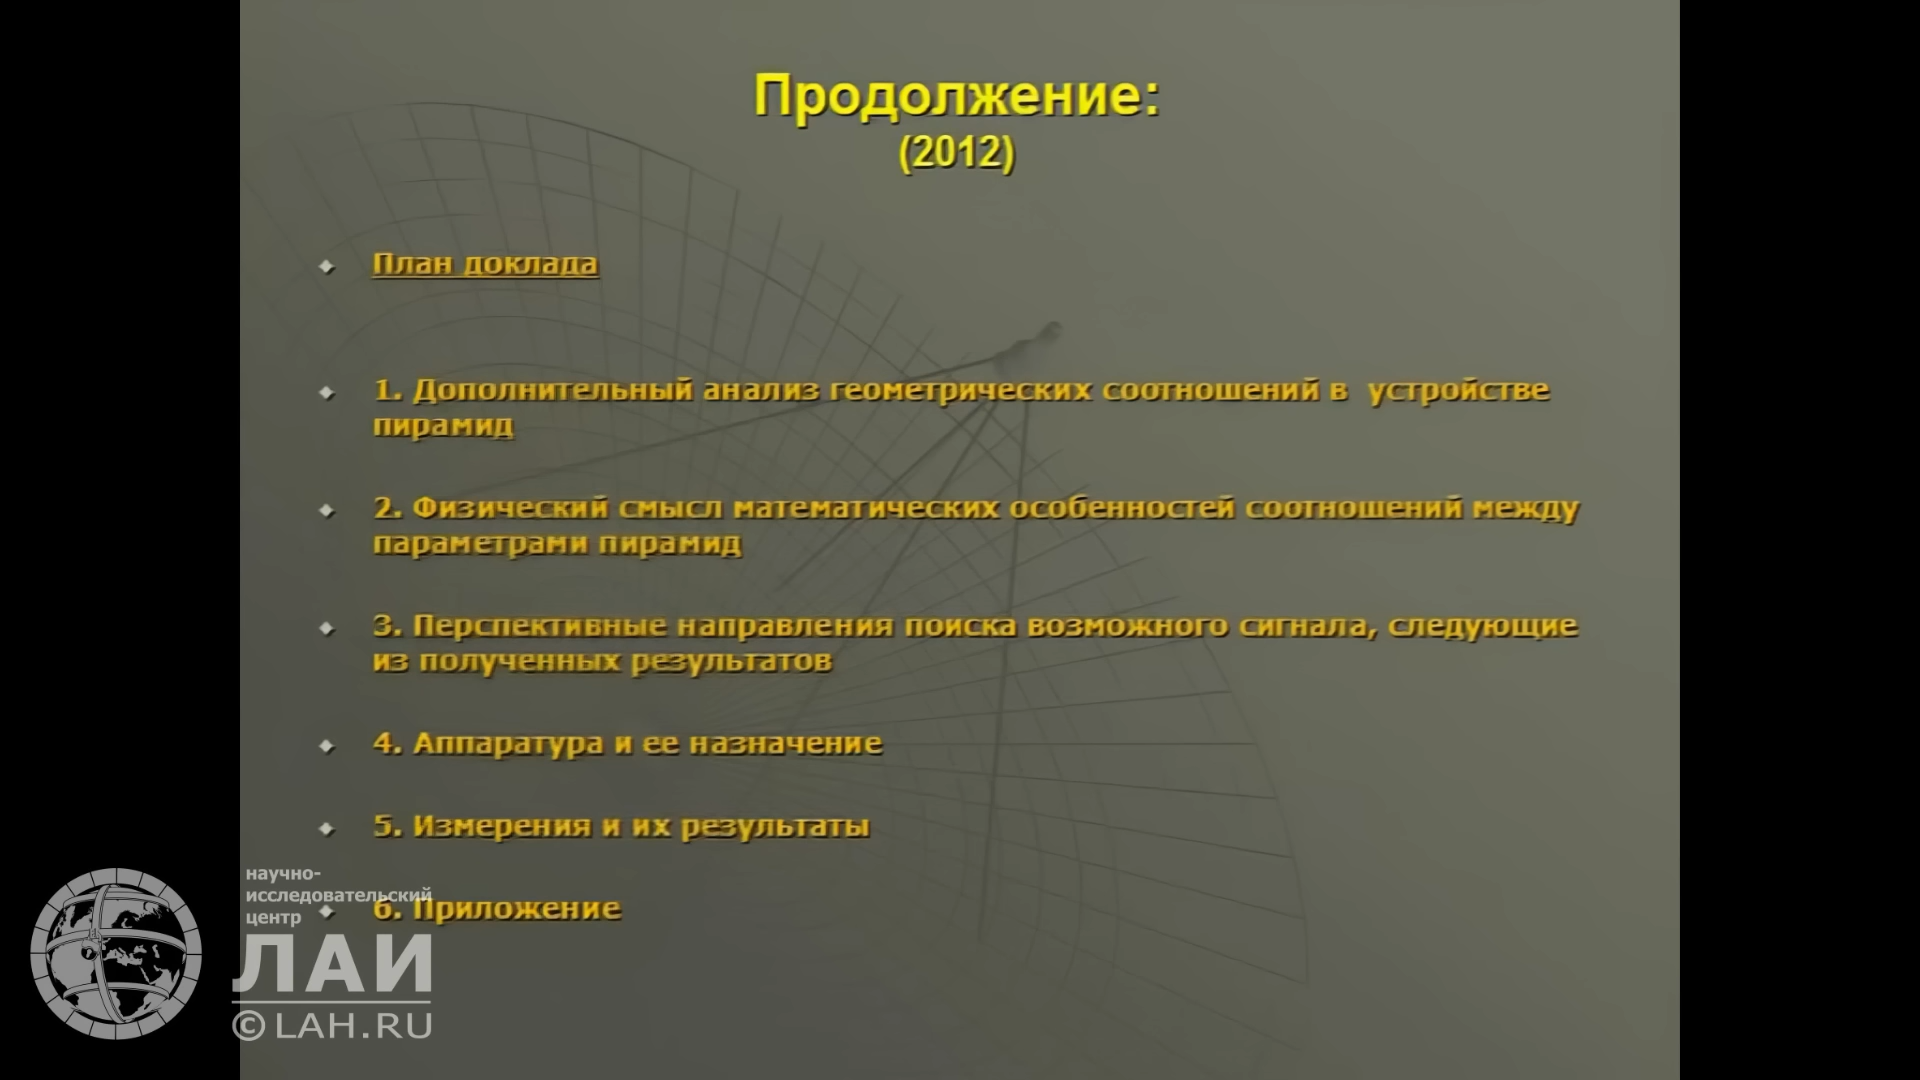 Продолжение:
(2012)
План доклада
1. Дополнительный анализ геометрических соотношений в устройстве
пирамид
2. Физический смысл математических особенностей соотношений между
параметрами пирамид
3. Перспективные направления поиска возможного сигнала, следующие
из полученных результатов
4. Аппаратура и ее назначение
5. Измерения и их результаты
6. Приложение
научно-
исследовательский
центр
ЛАИ
©LAH.RU